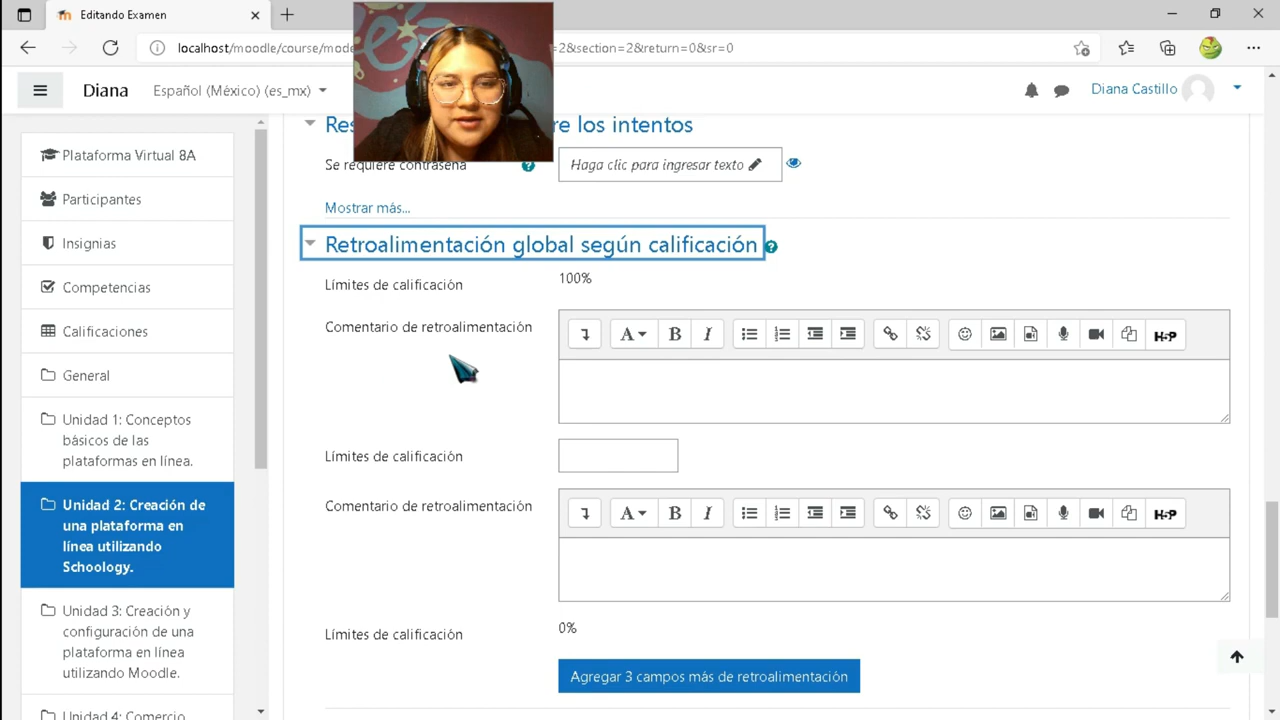 Editando Examen
localhost/moodle/course/mode
=2&section=2&return=0&sr=0
Diana
Español (México) (es_mx)
Diana Castillo
Plataforma Virtual 8A
Participantes
Insignias
Competencias
Calificaciones
General
Unidad 1: Conceptos
básicos de las
plataformas en línea.
Unidad 2: Creación de
una plataforma en
línea utilizando
Schoology.
Unidad 3: Creación y
configuración de una
plataforma en línea
utilizando Moodle.
Unidad 4: Comercio
Res
re los intentos
Se requiere contraseña
Haga clic para ingresar texto
Mostrar más...
Retroalimentación global según calificación
Límites de calificación
100%
Comentario de retroalimentación
A B I H5P
Límites de calificación
Comentario de retroalimentación
A B I H5P
Límites de calificación
0%
Agregar 3 campos más de retroalimentación